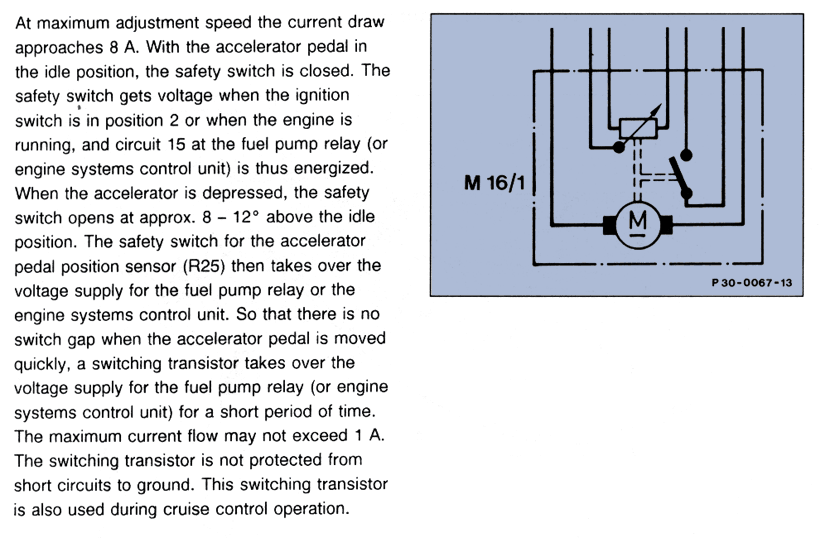 At maximum adjustment speed the current draw
approaches 8 A. With the accelerator pedal in
the idle position, the safety switch is closed. The
safety switch gets voltage when the ignition
switch is in position 2 or when the engine is
running, and circuit 15 at the fuel pump relay (or
engine systems control unit) is thus energized.
When the accelerator is depressed, the safety
switch opens at approx. 8 – 12° above the idle
position. The safety switch for the accelerator
pedal position sensor (R25) then takes over the
voltage supply for the fuel pump relay or the
engine systems control unit. So that there is no
switch gap when the accelerator pedal is moved
quickly, a switching transistor takes over the
voltage supply for the fuel pump relay (or engine
systems control unit) for a short period of time.
The maximum current flow may not exceed 1 A.
The switching transistor is not protected from
short circuits to ground. This switching transistor
is also used during cruise control operation.
M 16/1
M
P 30-0067-13